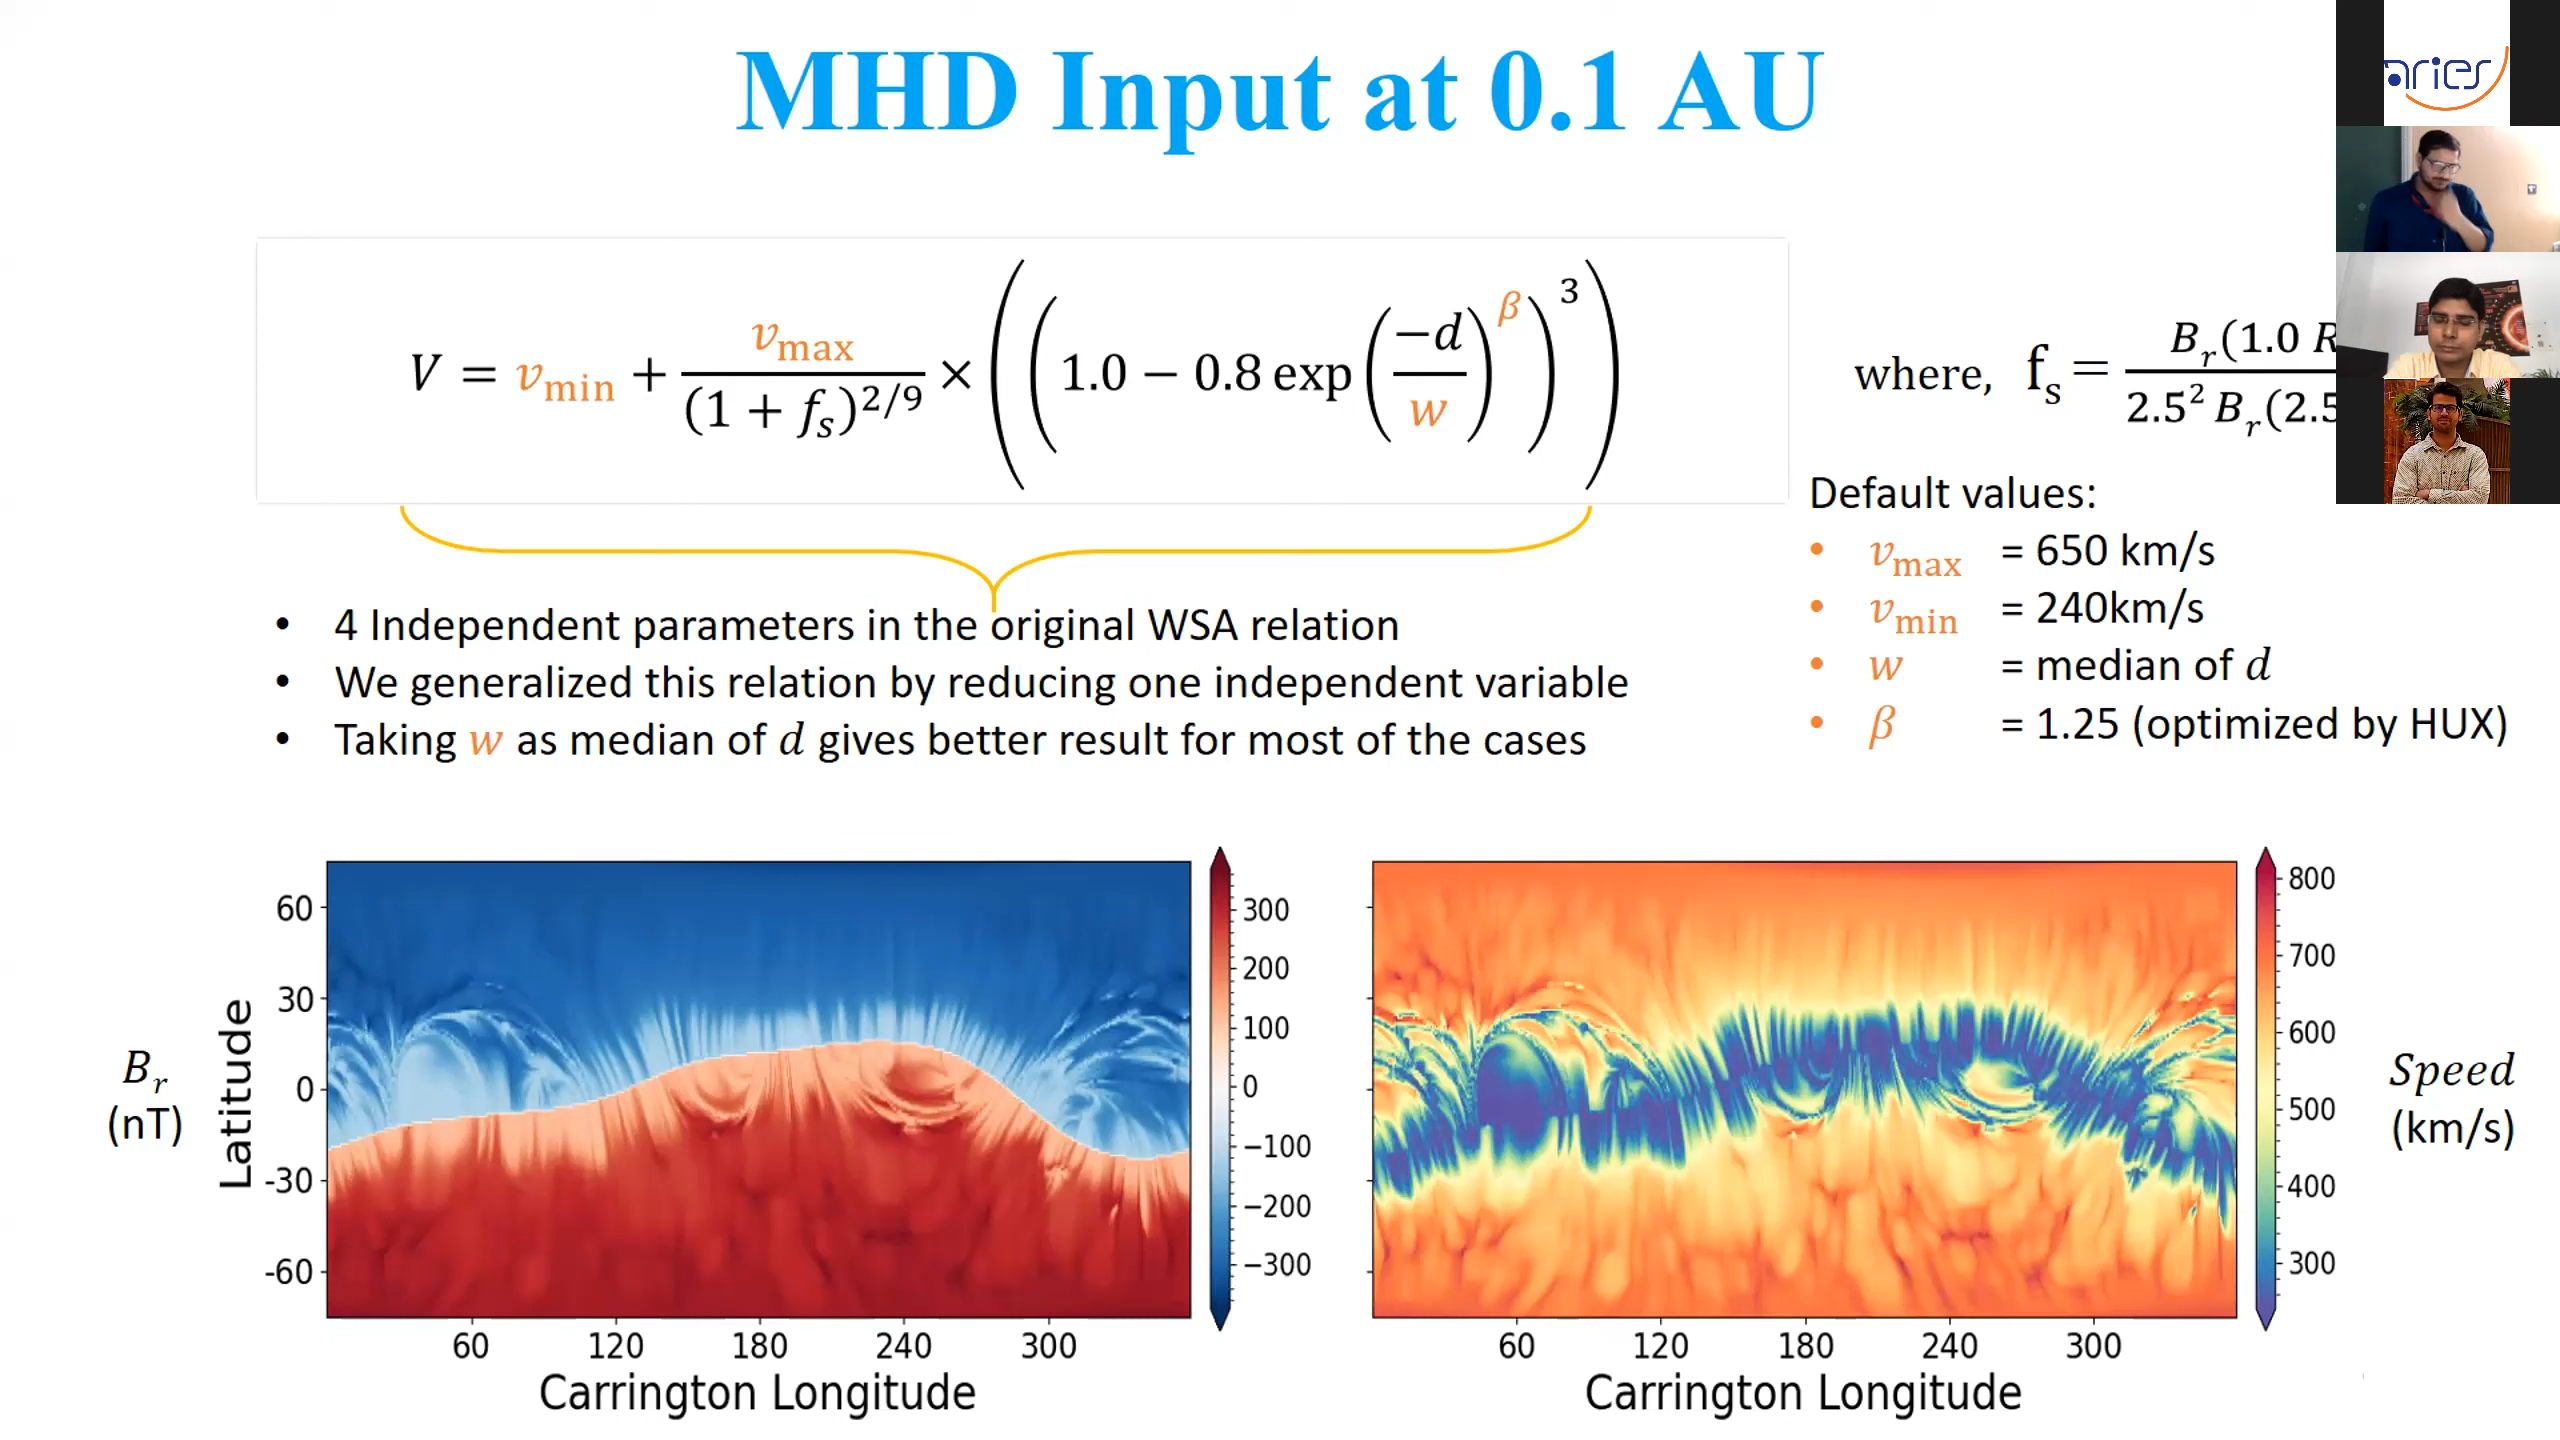 MHD Input at 0.1 AU
aries
V = v_min + v_max / (1 + f_s)^{2/9} × ((1.0 − 0.8 exp(−d/w)^β)^3)
where, f_s = B_r(1.0 R / 2.5² B_r(2.5
Default values:
• v_max = 650 km/s
• v_min = 240km/s
• w = median of d
• β = 1.25 (optimized by HUX)
• 4 Independent parameters in the original WSA relation
• We generalized this relation by reducing one independent variable
• Taking w as median of d gives better result for most of the cases
B_r
(nT)
Latitude
60
30
0
-30
-60
60 120 180 240 300
Carrington Longitude
300
200
100
0
−100
−200
−300
60 120 180 240 300
Carrington Longitude
800
700
600
500
400
300
Speed
(km/s)